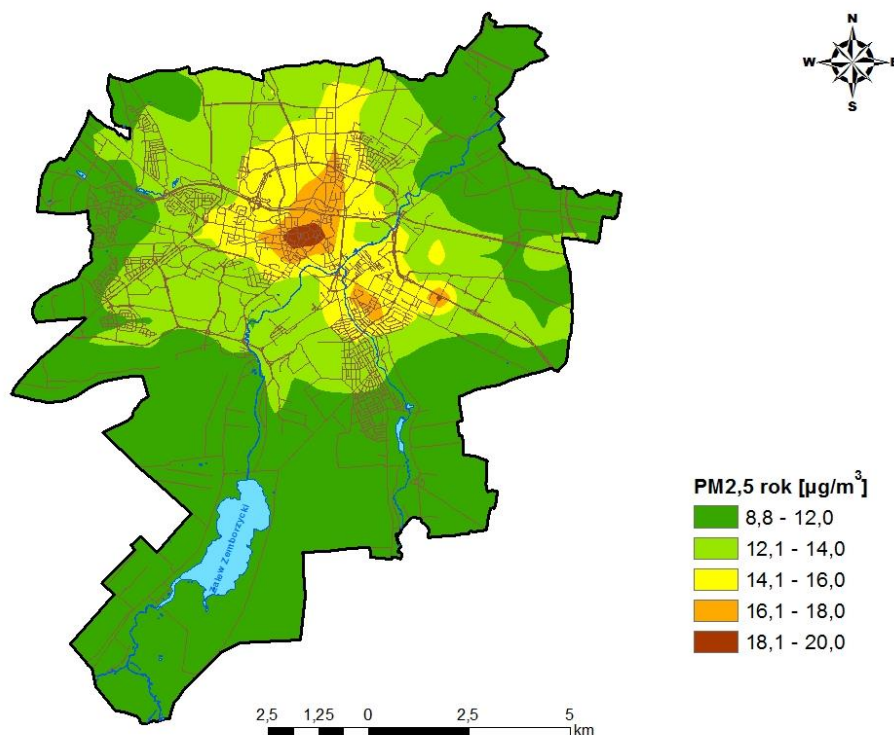 N
W E
S
Zalew Zemborzycki
PM2,5 rok [µg/m³]
8,8 - 12,0
12,1 - 14,0
14,1 - 16,0
16,1 - 18,0
18,1 - 20,0
2,5 1,25 0 2,5 5
km